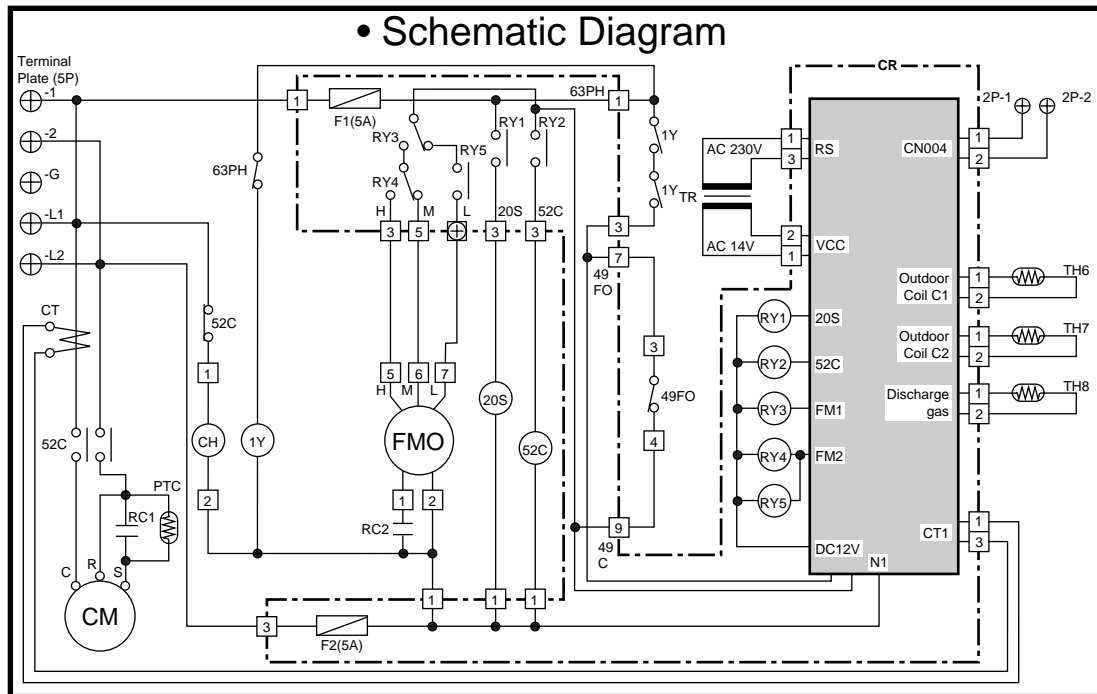 • Schematic Diagram
Terminal
Plate (5P)
-1
-2
-G
-L1
-L2
CT
52C
63PH
1
F1(5A)
RY3
RY4
RY5
RY1
RY2
H
M
L
20S
52C
3
5
3
3
63PH
1
1Y
1Y
3
7
49
FO
3
49FO
4
9
49
C
CR
AC 230V
TR
AC 14V
1
3
RS
2
1
VCC
RY1
20S
RY2
52C
RY3
FM1
RY4
FM2
RY5
DC12V
N1
CN004
1
2
2P-1
2P-2
Outdoor
Coil C1
1
2
TH6
Outdoor
Coil C2
1
2
TH7
Discharge
gas
1
2
TH8
CT1
1
3
52C
1
CH
2
1Y
5
6
7
H
M
L
FMO
1
2
RC2
20S
52C
PTC
RC1
C
R
S
CM
1
1
1
3
F2(5A)